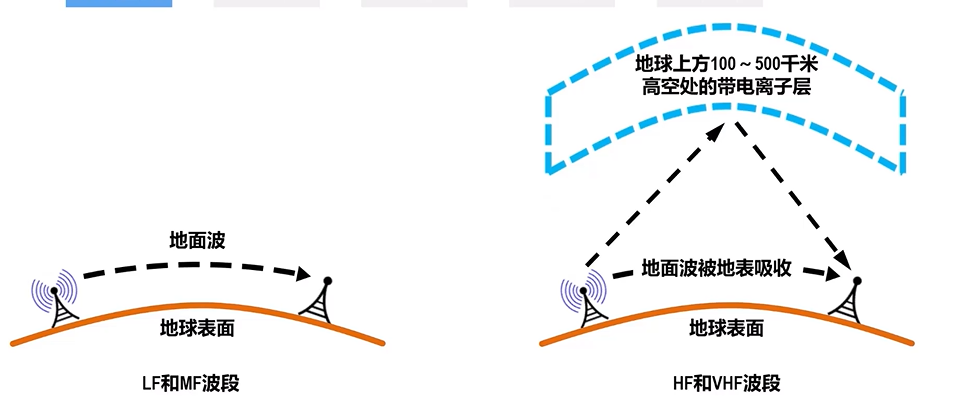 地球上方100～500千米
高空处的带电离子层
地面波
地面波被地表吸收
地球表面
地球表面
LF和MF波段
HF和VHF波段